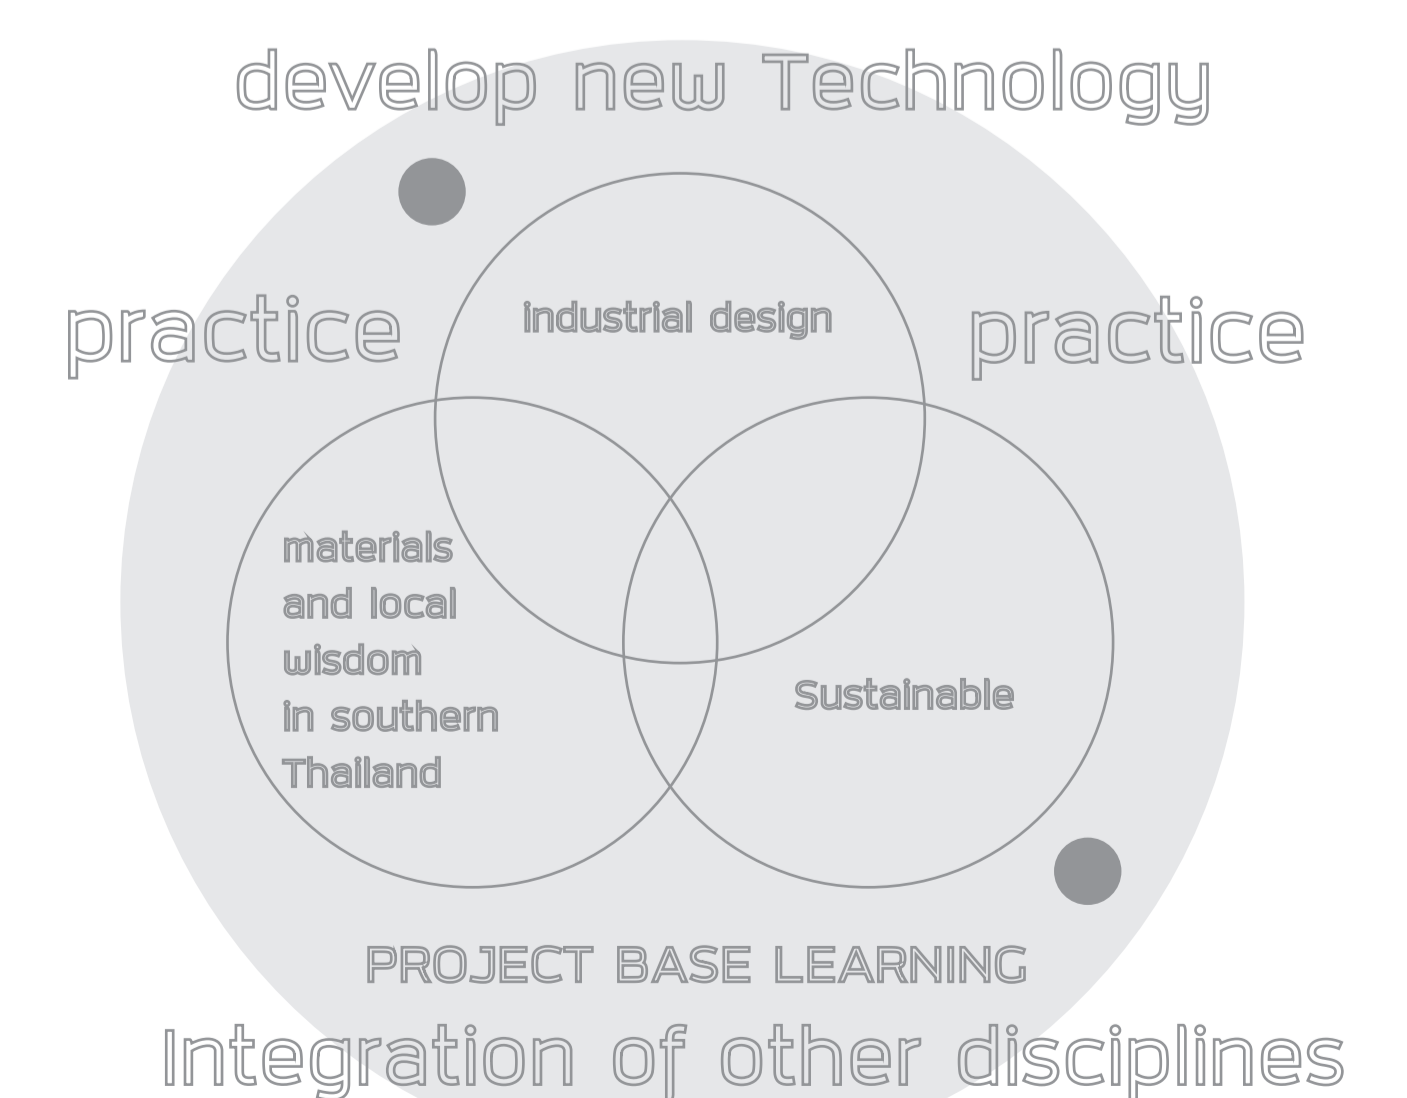 develop new Technology
practice
practice
industrial design
materials
and local
wisdom
in southern
Thailand
Sustainable
PROJECT BASE LEARNING
Integration of other disciplines